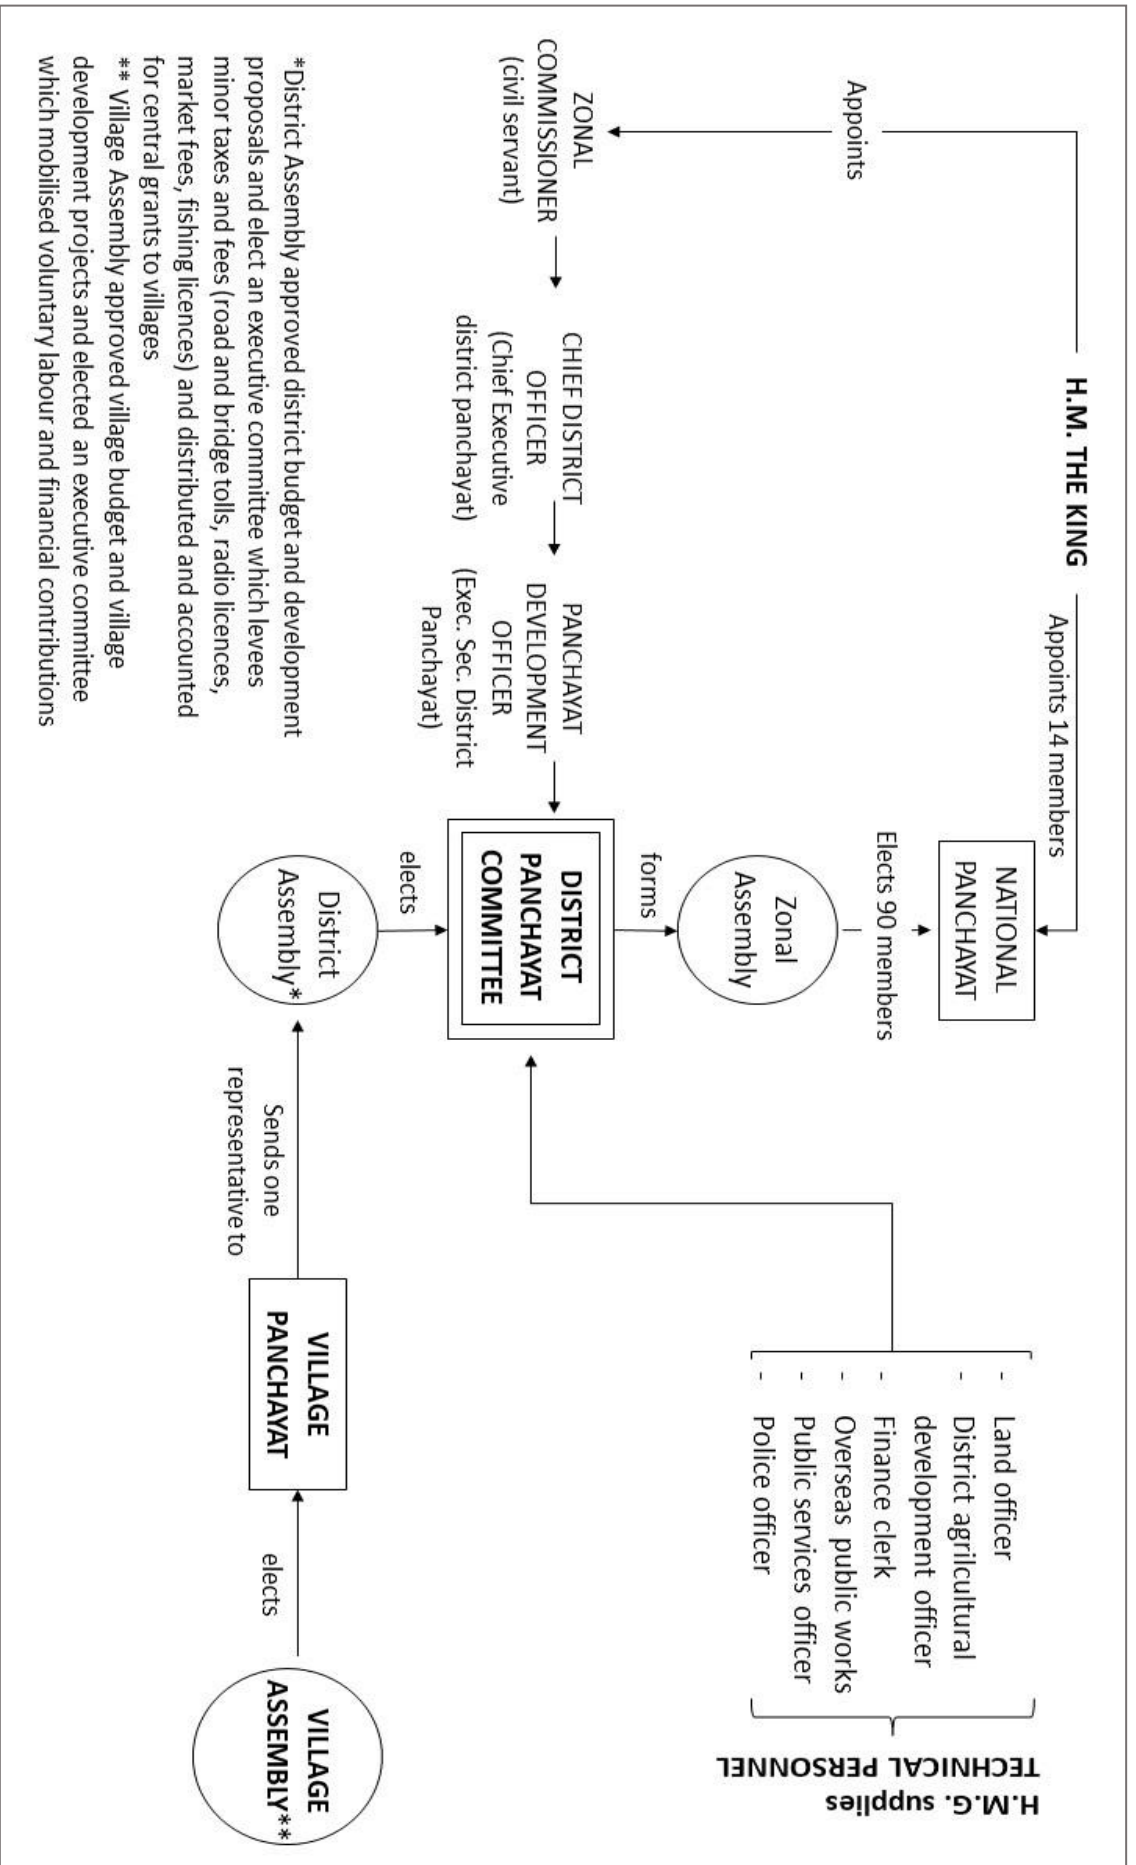 H.M. THE KING
Appoints
Appoints 14 members
NATIONAL
PANCHAYAT
Elects 90 members
Zonal
Assembly
forms
ZONAL
COMMISSIONER
(civil servant)
CHIEF DISTRICT
OFFICER
(Chief Executive
district panchayat)
PANCHAYAT
DEVELOPMENT
OFFICER
(Exec. Sec. District
Panchayat)
DISTRICT
PANCHAYAT
COMMITTEE
elects
District
Assembly*
Sends one
representative to
VILLAGE
PANCHAYAT
elects
VILLAGE
ASSEMBLY**
- Land officer
- District agrilcultural
development officer
- Finance clerk
- Overseas public works
- Public services officer
- Police officer
H.M.G. supplies
TECHNICAL PERSONNEL
*District Assembly approved district budget and development
proposals and elect an executive committee which levees
minor taxes and fees (road and bridge tolls, radio licences,
market fees, fishing licences) and distributed and accounted
for central grants to villages
** Village Assembly approved village budget and village
development projects and elected an executive committee
which mobilised voluntary labour and financial contributions